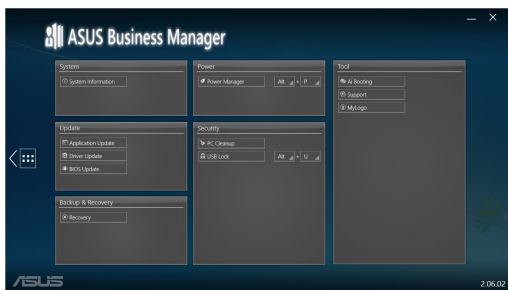 ASUS Business Manager
System
System Information
Power
Power Manager Alt + P
Tool
Ai Booting
Support
MyLogo
Update
Application Update
Driver Update
BIOS Update
Security
PC Cleanup
USB Lock Alt + U
Backup & Recovery
Recovery
ASUS
2.06.02